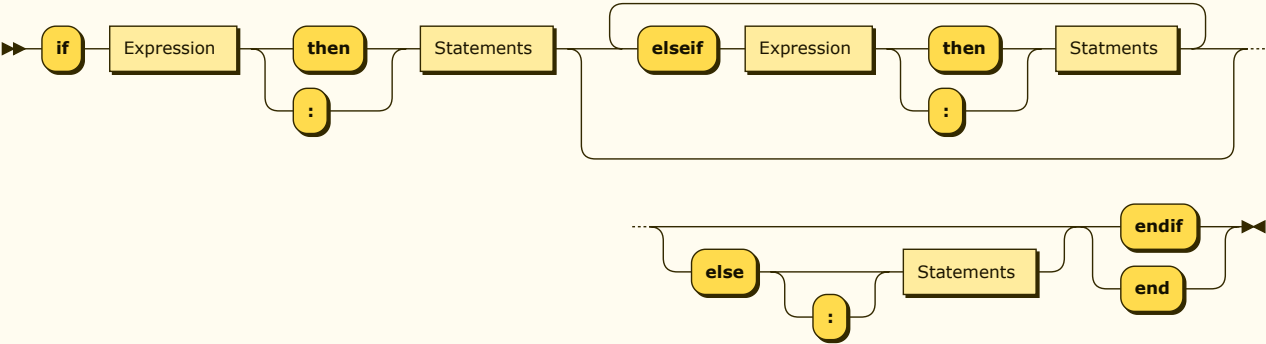 if Expression then Statements elseif Expression then Statments
: :
else Statements endif
: end